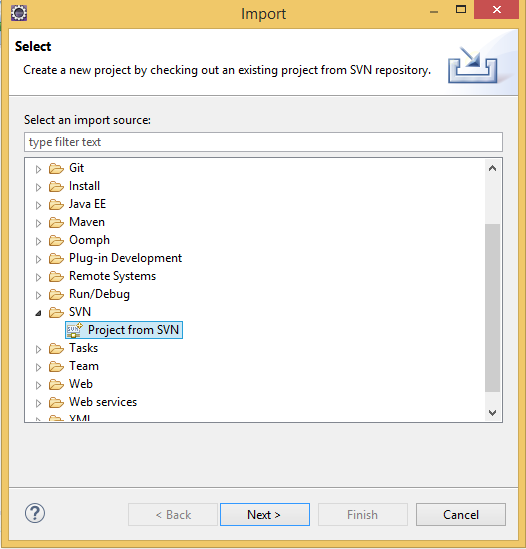 Import
Select
Create a new project by checking out an existing project from SVN repository.
Select an import source:
type filter text
Git
Install
Java EE
Maven
Oomph
Plug-in Development
Remote Systems
Run/Debug
SVN
SVN Project from SVN
Tasks
Team
Web
Web services
XML
? < Back Next > Finish Cancel